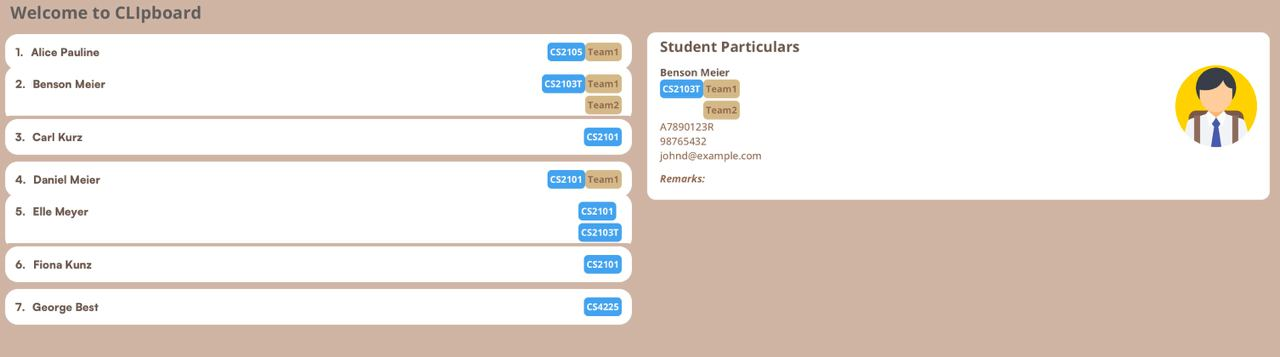 Welcome to CLIpboard
1. Alice Pauline CS2105 Team1
2. Benson Meier CS2103T Team1
Team2
3. Carl Kurz CS2101
4. Daniel Meier CS2101 Team1
5. Elle Meyer CS2101
CS2103T
6. Fiona Kunz CS2101
7. George Best CS4225
Student Particulars
Benson Meier
CS2103T Team1
Team2
A7890123R
98765432
johnd@example.com
Remarks: